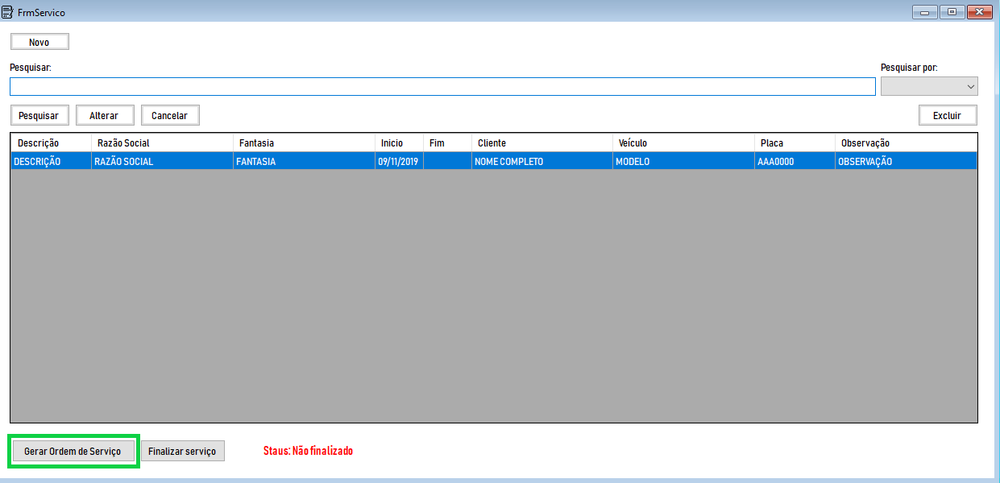 FrmServico
Novo
Pesquisar: Pesquisar por:
Pesquisar Alterar Cancelar Excluir
Descrição Razão Social Fantasia Inicio Fim Cliente Veículo Placa Observação
DESCRIÇÃO RAZÃO SOCIAL FANTASIA 09/11/2019 NOME COMPLETO MODELO AAA0000 OBSERVAÇÃO
Gerar Ordem de Serviço Finalizar serviço Staus: Não finalizado